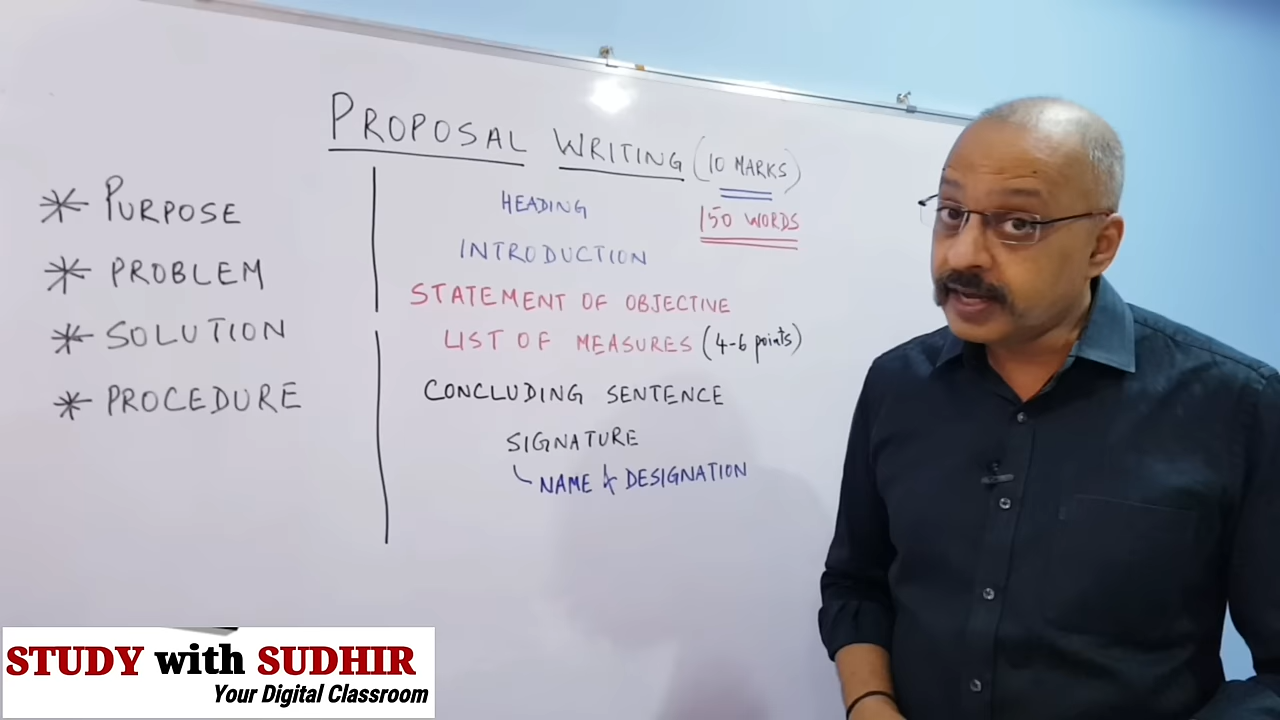 PROPOSAL WRITING (10 MARKS)
150 WORDS
* PURPOSE
* PROBLEM
* SOLUTION
* PROCEDURE
HEADING
INTRODUCTION
STATEMENT OF OBJECTIVE
LIST OF MEASURES (4-6 points)
CONCLUDING SENTENCE
SIGNATURE
NAME & DESIGNATION
STUDY with SUDHIR
Your Digital Classroom